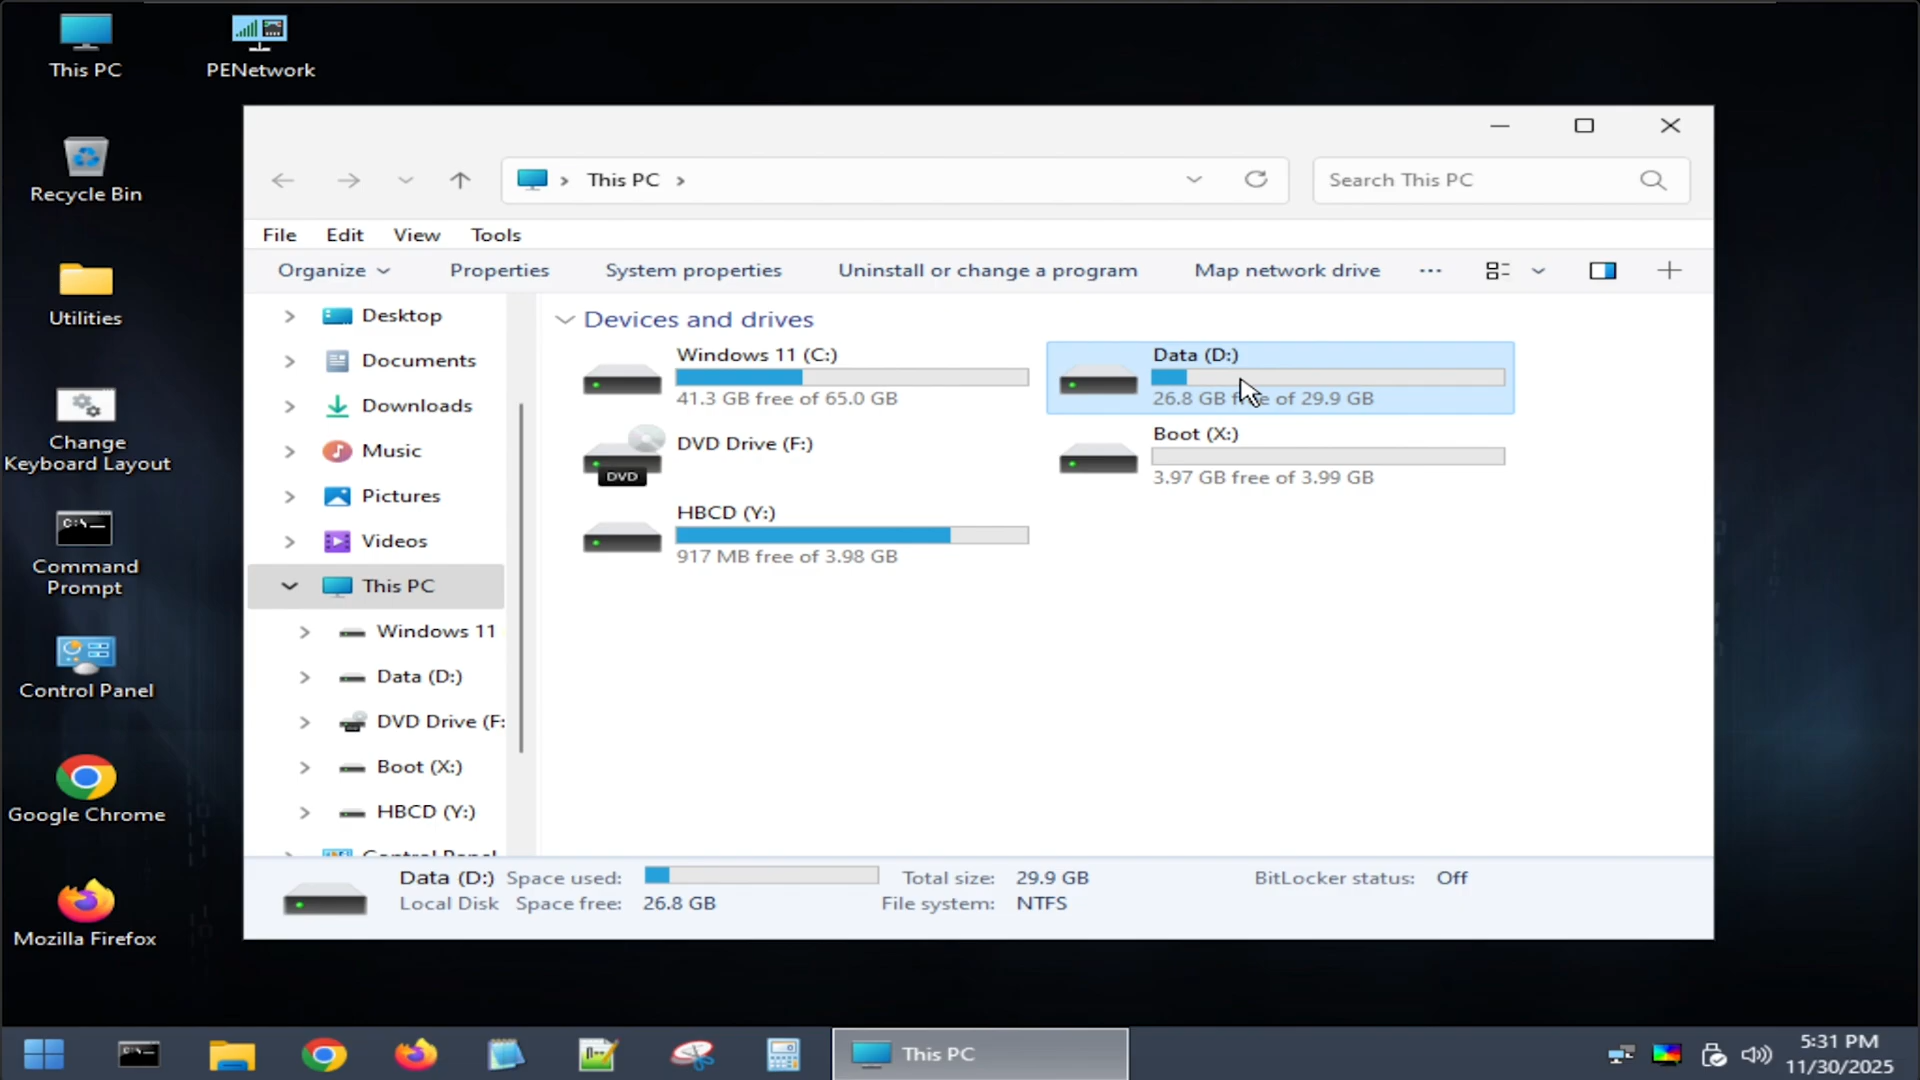 This PC
PENetwork
Recycle Bin
Utilities
Change
Keyboard Layout
C:\
Command
Prompt
Control Panel
Google Chrome
Mozilla Firefox
This PC
Search This PC
File Edit View Tools
Organize Properties System properties Uninstall or change a program Map network drive
Desktop
Documents
Downloads
Music
Pictures
Videos
This PC
Windows 11
Data (D:)
DVD Drive (F:
Boot (X:)
HBCD (Y:)
Control Panel
Devices and drives
Windows 11 (C:)
41.3 GB free of 65.0 GB
Data (D:)
26.8 GB free of 29.9 GB
DVD Drive (F:)
DVD
Boot (X:)
3.97 GB free of 3.99 GB
HBCD (Y:)
917 MB free of 3.98 GB
Data (D:) Space used: Total size: 29.9 GB BitLocker status: Off
Local Disk Space free: 26.8 GB File system: NTFS
This PC
5:31 PM
11/30/2025